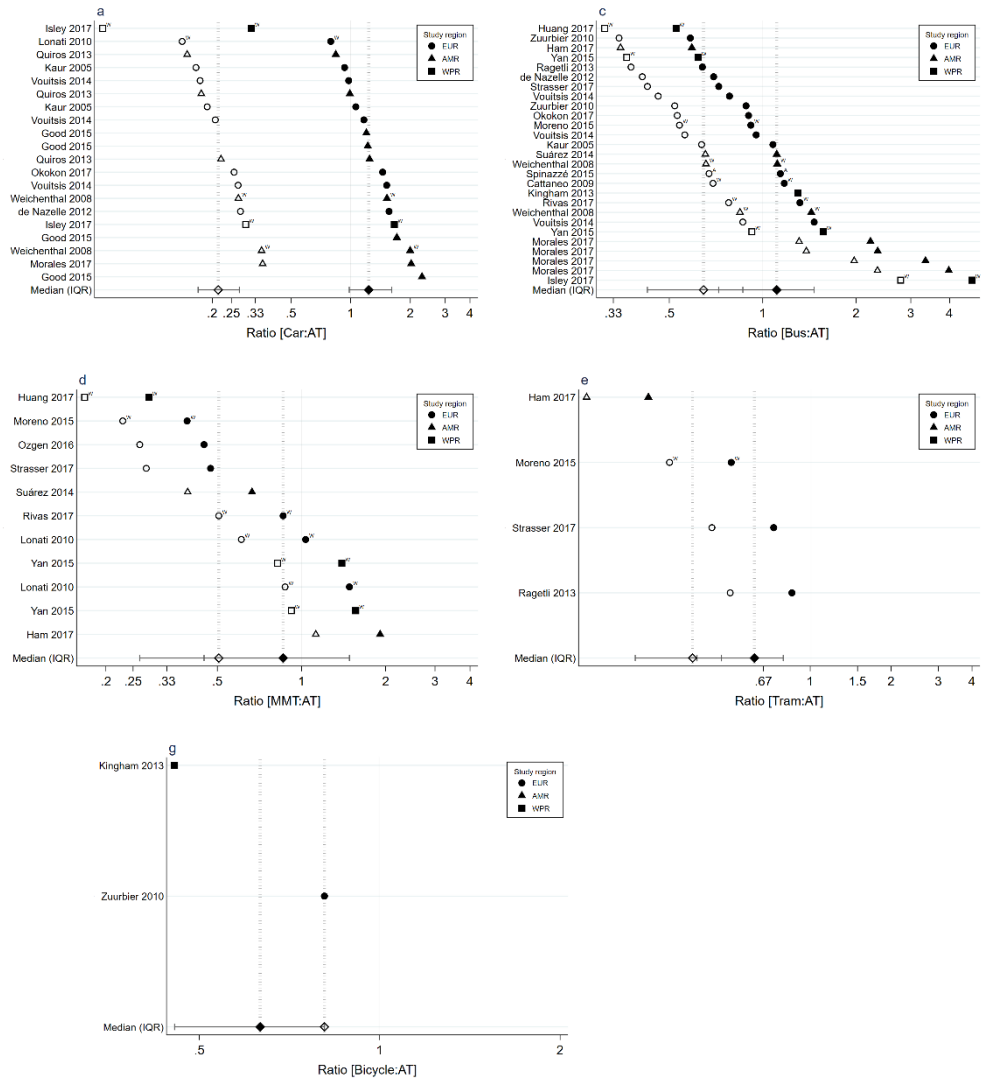 a
Isley 2017
Lonati 2010
Quiros 2013
Kaur 2005
Vouitsis 2014
Quiros 2013
Kaur 2005
Vouitsis 2014
Good 2015
Good 2015
Quiros 2013
Okokon 2017
Vouitsis 2014
Weichenthal 2008
de Nazelle 2012
Isley 2017
Good 2015
Weichenthal 2008
Morales 2017
Good 2015
Median (IQR)
Study region
EUR
AMR
WPR
.2 .25 .33 .5 1 2 3 4
Ratio [Car:AT]
c
Huang 2017
Zuurbier 2010
Ham 2017
Yan 2015
Ragetli 2013
de Nazelle 2012
Strasser 2017
Vouitsis 2014
Zuurbier 2010
Okokon 2017
Moreno 2015
Vouitsis 2014
Kaur 2005
Suárez 2014
Weichenthal 2008
Spinazzè 2015
Cattaneo 2009
Kingham 2013
Rivas 2017
Weichenthal 2008
Vouitsis 2014
Yan 2015
Morales 2017
Morales 2017
Morales 2017
Morales 2017
Isley 2017
Median (IQR)
Study region
EUR
AMR
WPR
.33 .5 1 2 3 4
Ratio [Bus:AT]
d
Huang 2017
Moreno 2015
Ozgen 2016
Strasser 2017
Suárez 2014
Rivas 2017
Lonati 2010
Yan 2015
Lonati 2010
Yan 2015
Ham 2017
Median (IQR)
Study region
EUR
AMR
WPR
.2 .25 .33 .5 1 2 3 4
Ratio [MMT:AT]
e
Ham 2017
Moreno 2015
Strasser 2017
Ragetli 2013
Median (IQR)
Study region
EUR
AMR
WPR
.67 1 1.5 2 3 4
Ratio [Tram:AT]
g
Kingham 2013
Zuurbier 2010
Median (IQR)
Study region
EUR
AMR
WPR
.5 1 2
Ratio [Bicycle:AT]